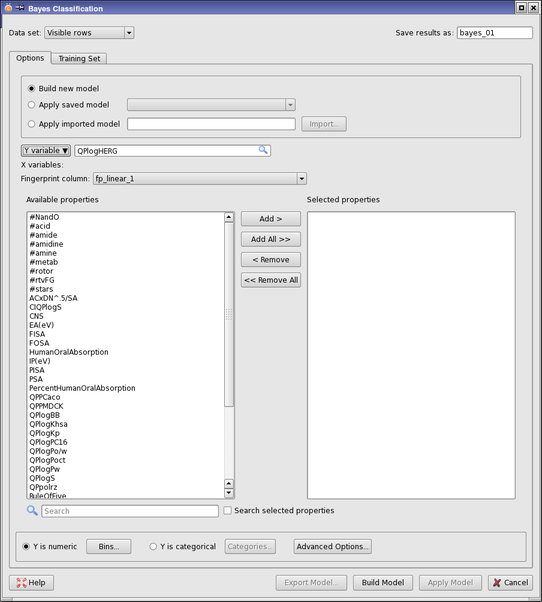 Bayes Classification
Data set: Visible rows Save results as: bayes_01
Options Training Set
Build new model
Apply saved model
Apply imported model Import...
Y variable QPlogHERG
X variables:
Fingerprint column: fp_linear_1
Available properties Selected properties
#NandO
#acid
#amide
#amidine
#amine
#metab
#rotor
#rtvFG
#stars
ACxDN^.5/SA
CIQPlogS
CNS
EA(eV)
FISA
FOSA
HumanOralAbsorption
IP(eV)
PISA
PSA
PercentHumanOralAbsorption
QPPCaco
QPPMDCK
QPlogBB
QPlogKhsa
QPlogKp
QPlogPC16
QPlogPo/w
QPlogPoct
QPlogPw
QPlogS
QPpolrz
RuleOfFive
Add >
Add All >>
< Remove
<< Remove All
Search Search selected properties
Y is numeric Bins... Y is categorical Categories... Advanced Options...
Help Export Model... Build Model Apply Model Cancel